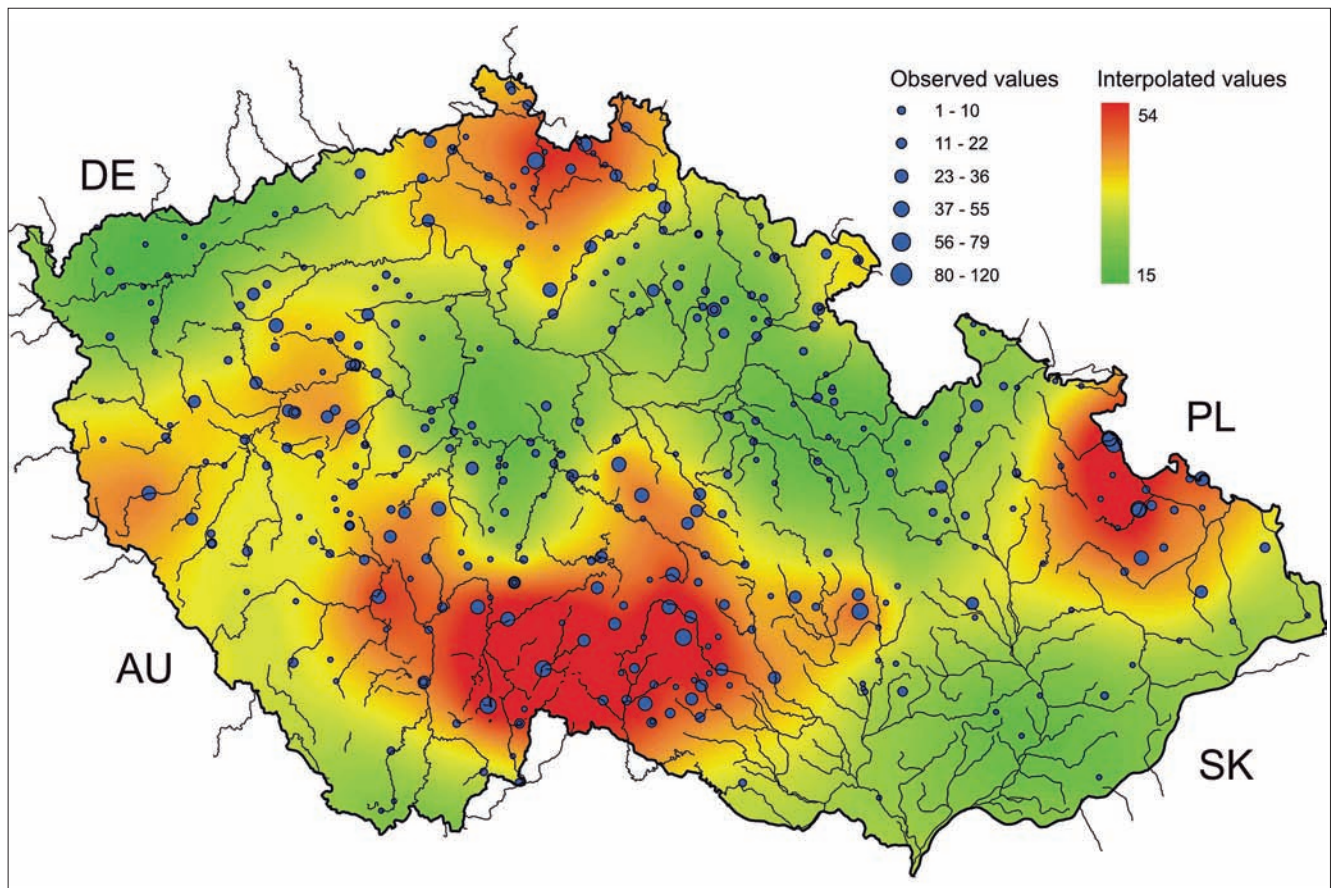 Observed values
1 - 10
11 - 22
23 - 36
37 - 55
56 - 79
80 - 120
Interpolated values
54
15
DE
PL
AU
SK